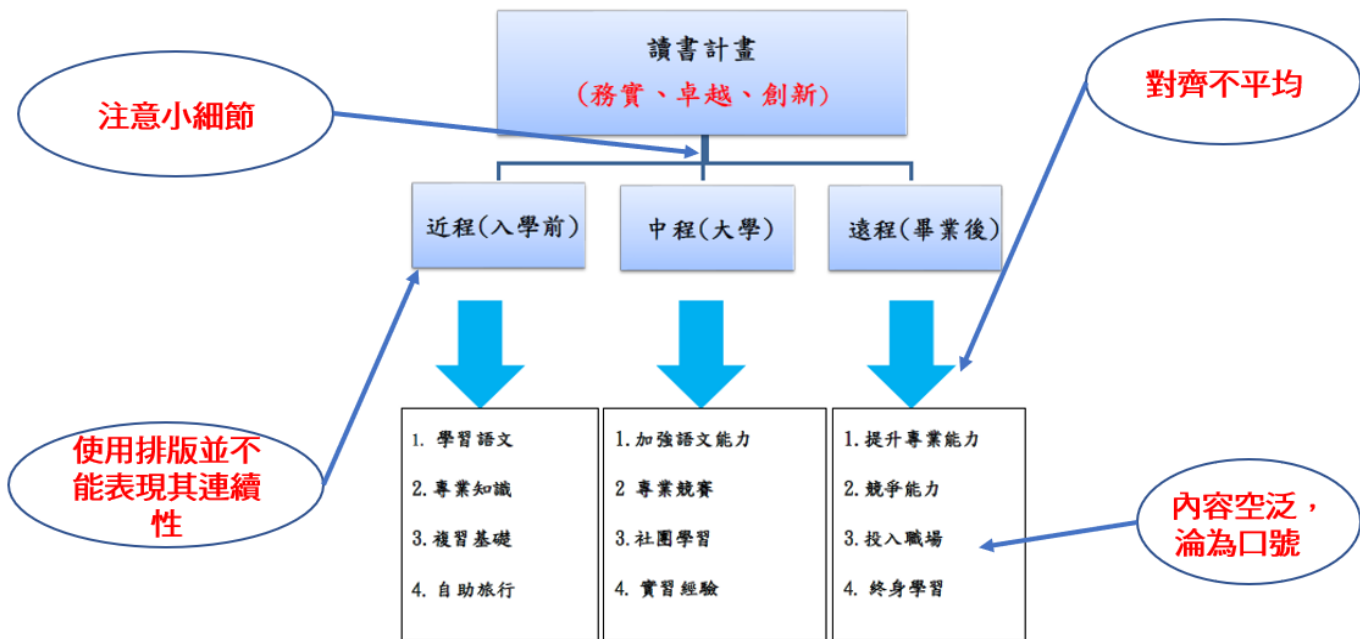 讀書計畫
(務實、卓越、創新)
注意小細節
對齊不平均
近程(入學前)
中程(大學)
遠程(畢業後)
使用排版並不
能表現其連續
性
1. 學習語文
2.專業知識
3.複習基礎
4.自助旅行
1.加強語文能力
2 專業競賽
3.社團學習
4.實習經驗
1.提升專業能力
2.競爭能力
3.投入職場
4.終身學習
內容空泛，
淪為口號